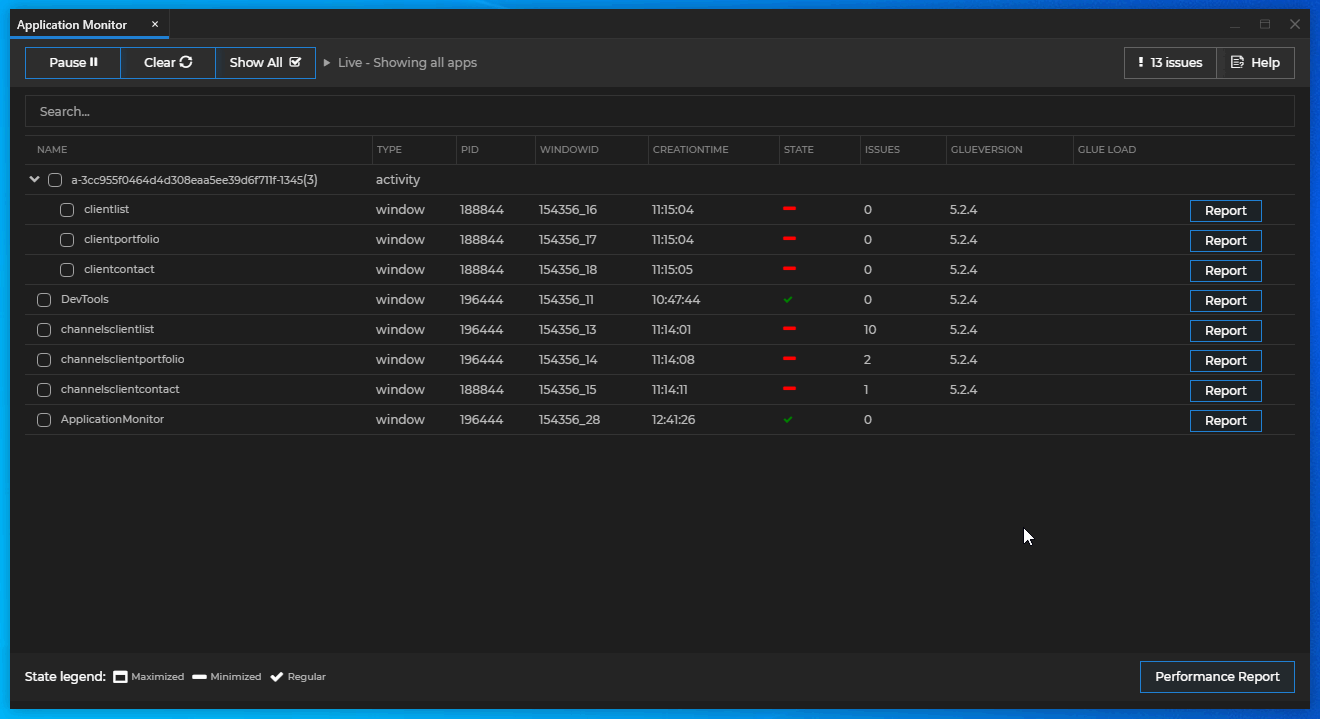 Application Monitor ×
Pause Clear Show All Live - Showing all apps ! 13 issues Help
Search...
NAME TYPE PID WINDOWID CREATIONTIME STATE ISSUES GLUEVERSION GLUE LOAD
a-3cc955f0464d4d308eaa5ee39d6f711f-1345(3) activity
clientlist window 188844 154356_16 11:15:04 0 5.2.4 Report
clientportfolio window 188844 154356_17 11:15:04 0 5.2.4 Report
clientcontact window 188844 154356_18 11:15:05 0 5.2.4 Report
DevTools window 196444 154356_11 10:47:44 0 5.2.4 Report
channelsclientlist window 196444 154356_13 11:14:01 10 5.2.4 Report
channelsclientportfolio window 196444 154356_14 11:14:08 2 5.2.4 Report
channelsclientcontact window 188844 154356_15 11:14:11 1 5.2.4 Report
ApplicationMonitor window 196444 154356_28 12:41:26 0 Report
State legend: Maximized Minimized Regular Performance Report